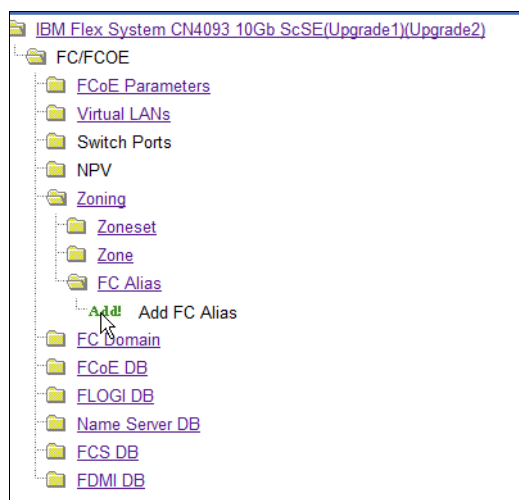 IBM Flex System CN4093 10Gb ScSE(Upgrade1)(Upgrade2)
FC/FCOE
FCoE Parameters
Virtual LANs
Switch Ports
NPV
Zoning
Zoneset
Zone
FC Alias
Add! Add FC Alias
FC Domain
FCoE DB
FLOGI DB
Name Server DB
FCS DB
FDMI DB